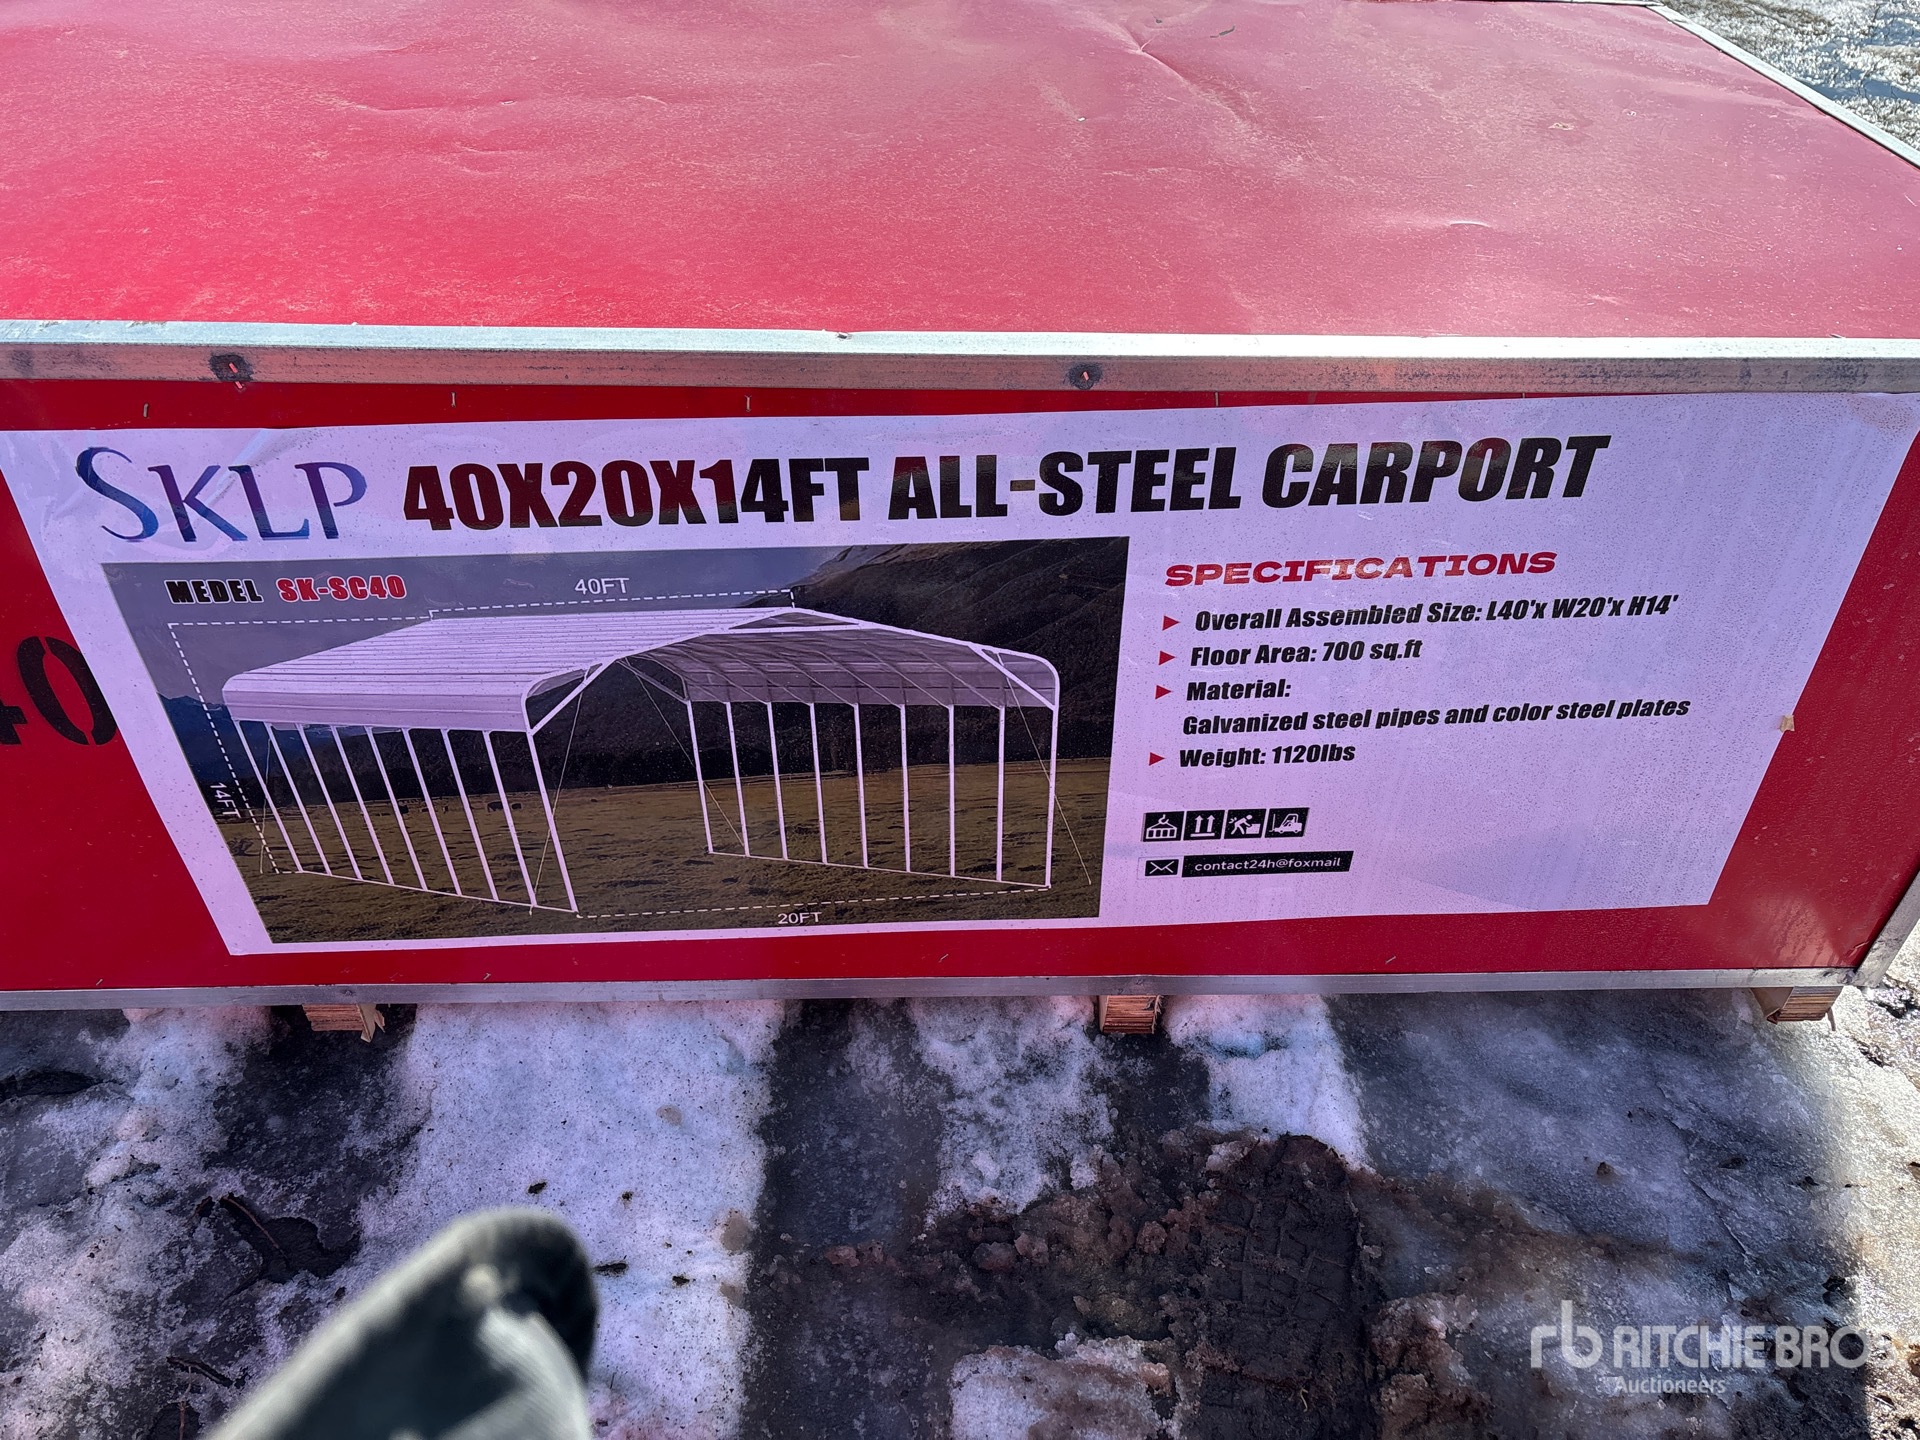 SKLP 40X20X14FT ALL-STEEL CARPORT
MEDEL SK-SC40
40FT
14FT
20FT
SPECIFICATIONS
Overall Assembled Size: L40'x W20'x H14'
Floor Area: 700 sq.ft
Material:
Galvanized steel pipes and color steel plates
Weight: 1120lbs
contact24h@foxmail
40
rb RITCHIE BROS
Auctioneers